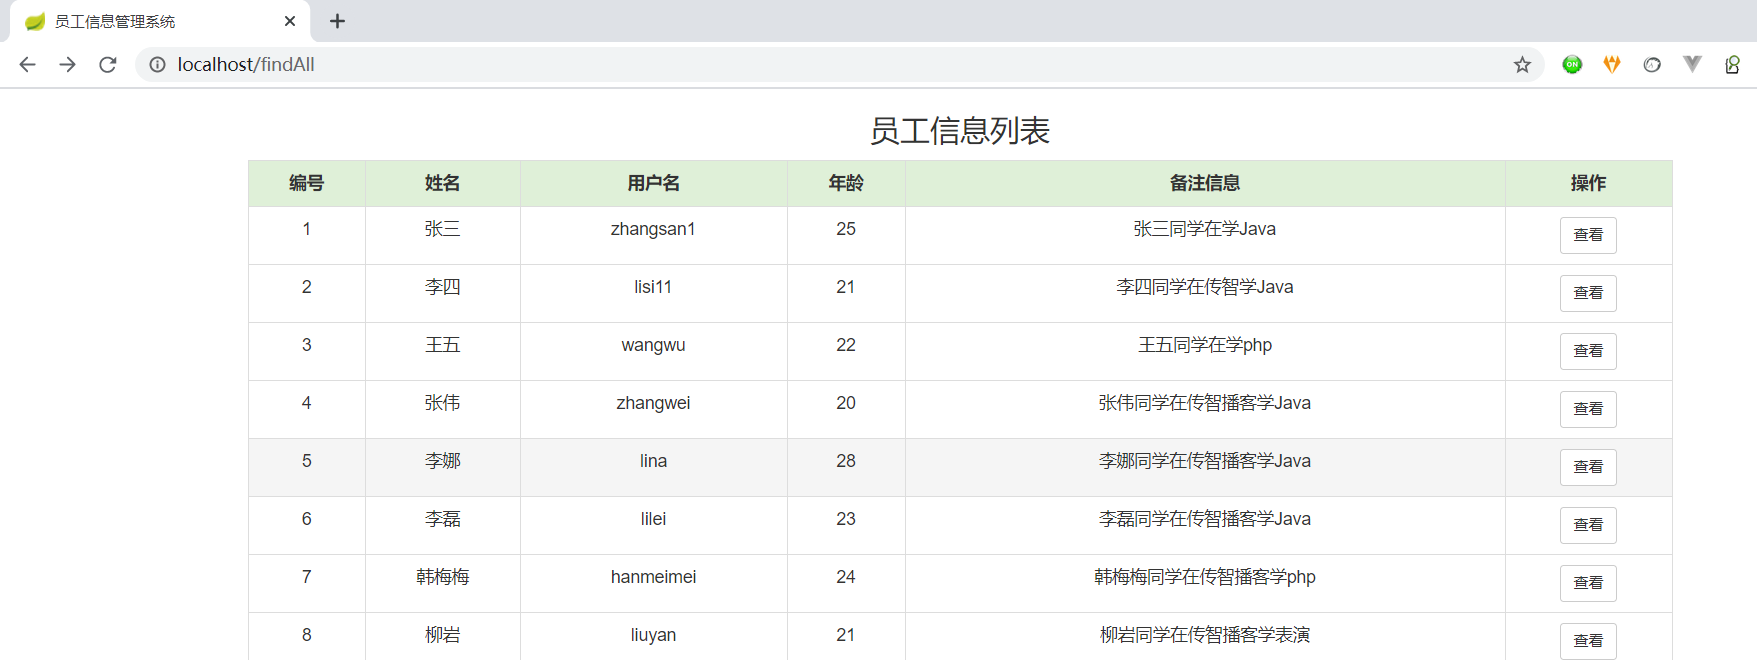 员工信息管理系统
localhost/findAll
ON
员工信息列表
编号 姓名 用户名 年龄 备注信息 操作
1 张三 zhangsan1 25 张三同学在学Java 查看
2 李四 lisi11 21 李四同学在传智学Java 查看
3 王五 wangwu 22 王五同学在学php 查看
4 张伟 zhangwei 20 张伟同学在传智播客学Java 查看
5 李娜 lina 28 李娜同学在传智播客学Java 查看
6 李磊 lilei 23 李磊同学在传智播客学Java 查看
7 韩梅梅 hanmeimei 24 韩梅梅同学在传智播客学php 查看
8 柳岩 liuyan 21 柳岩同学在传智播客学表演 查看